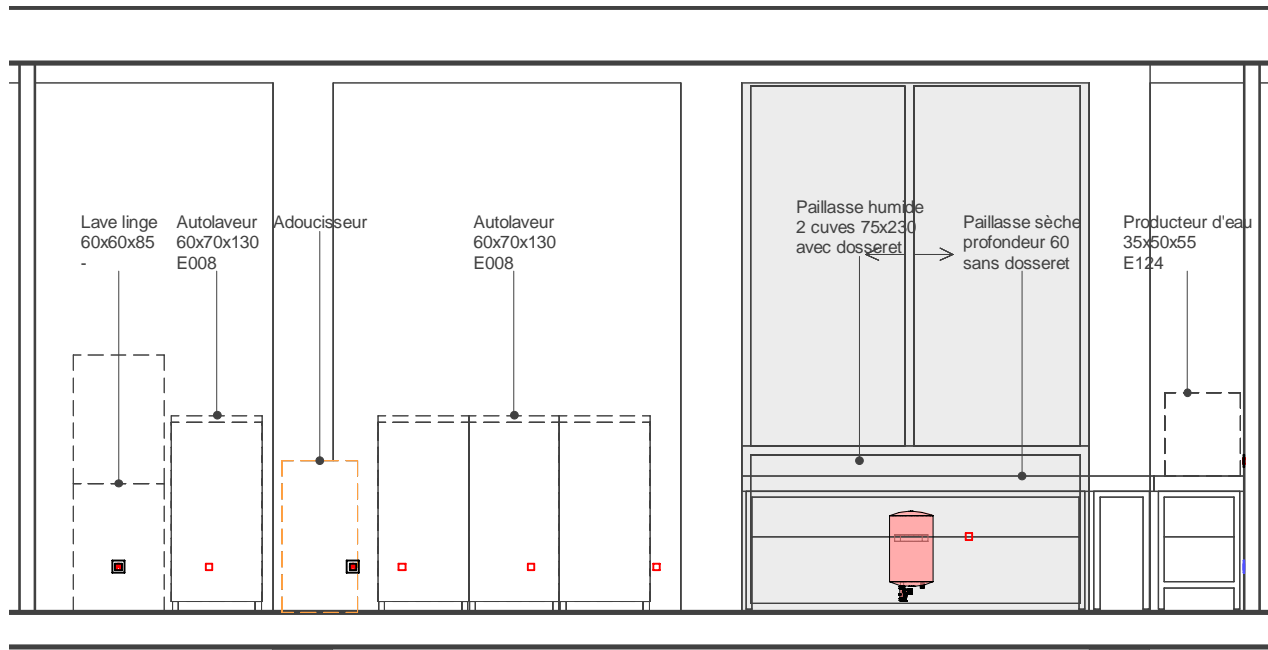 Lave linge
60x60x85
-
Autolaveur
60x70x130
E008
Adoucisseur
Autolaveur
60x70x130
E008
Paillasse humide
2 cuves 75x230
avec dosseret
Paillasse sèche
profondeur 60
sans dosseret
Producteur d'eau
35x50x55
E124